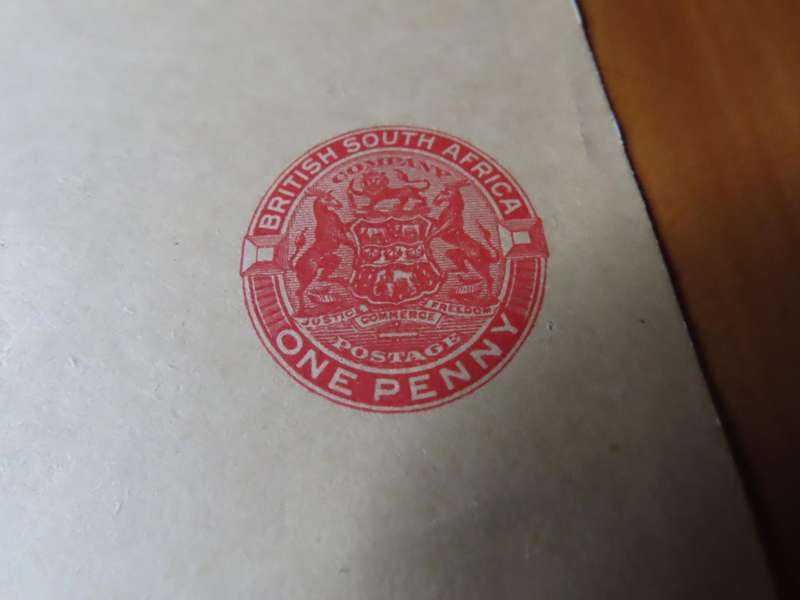 BRITISH SOUTH AFRICA
COMPANY
JUSTICE COMMERCE FREEDOM
POSTAGE
ONE PENNY